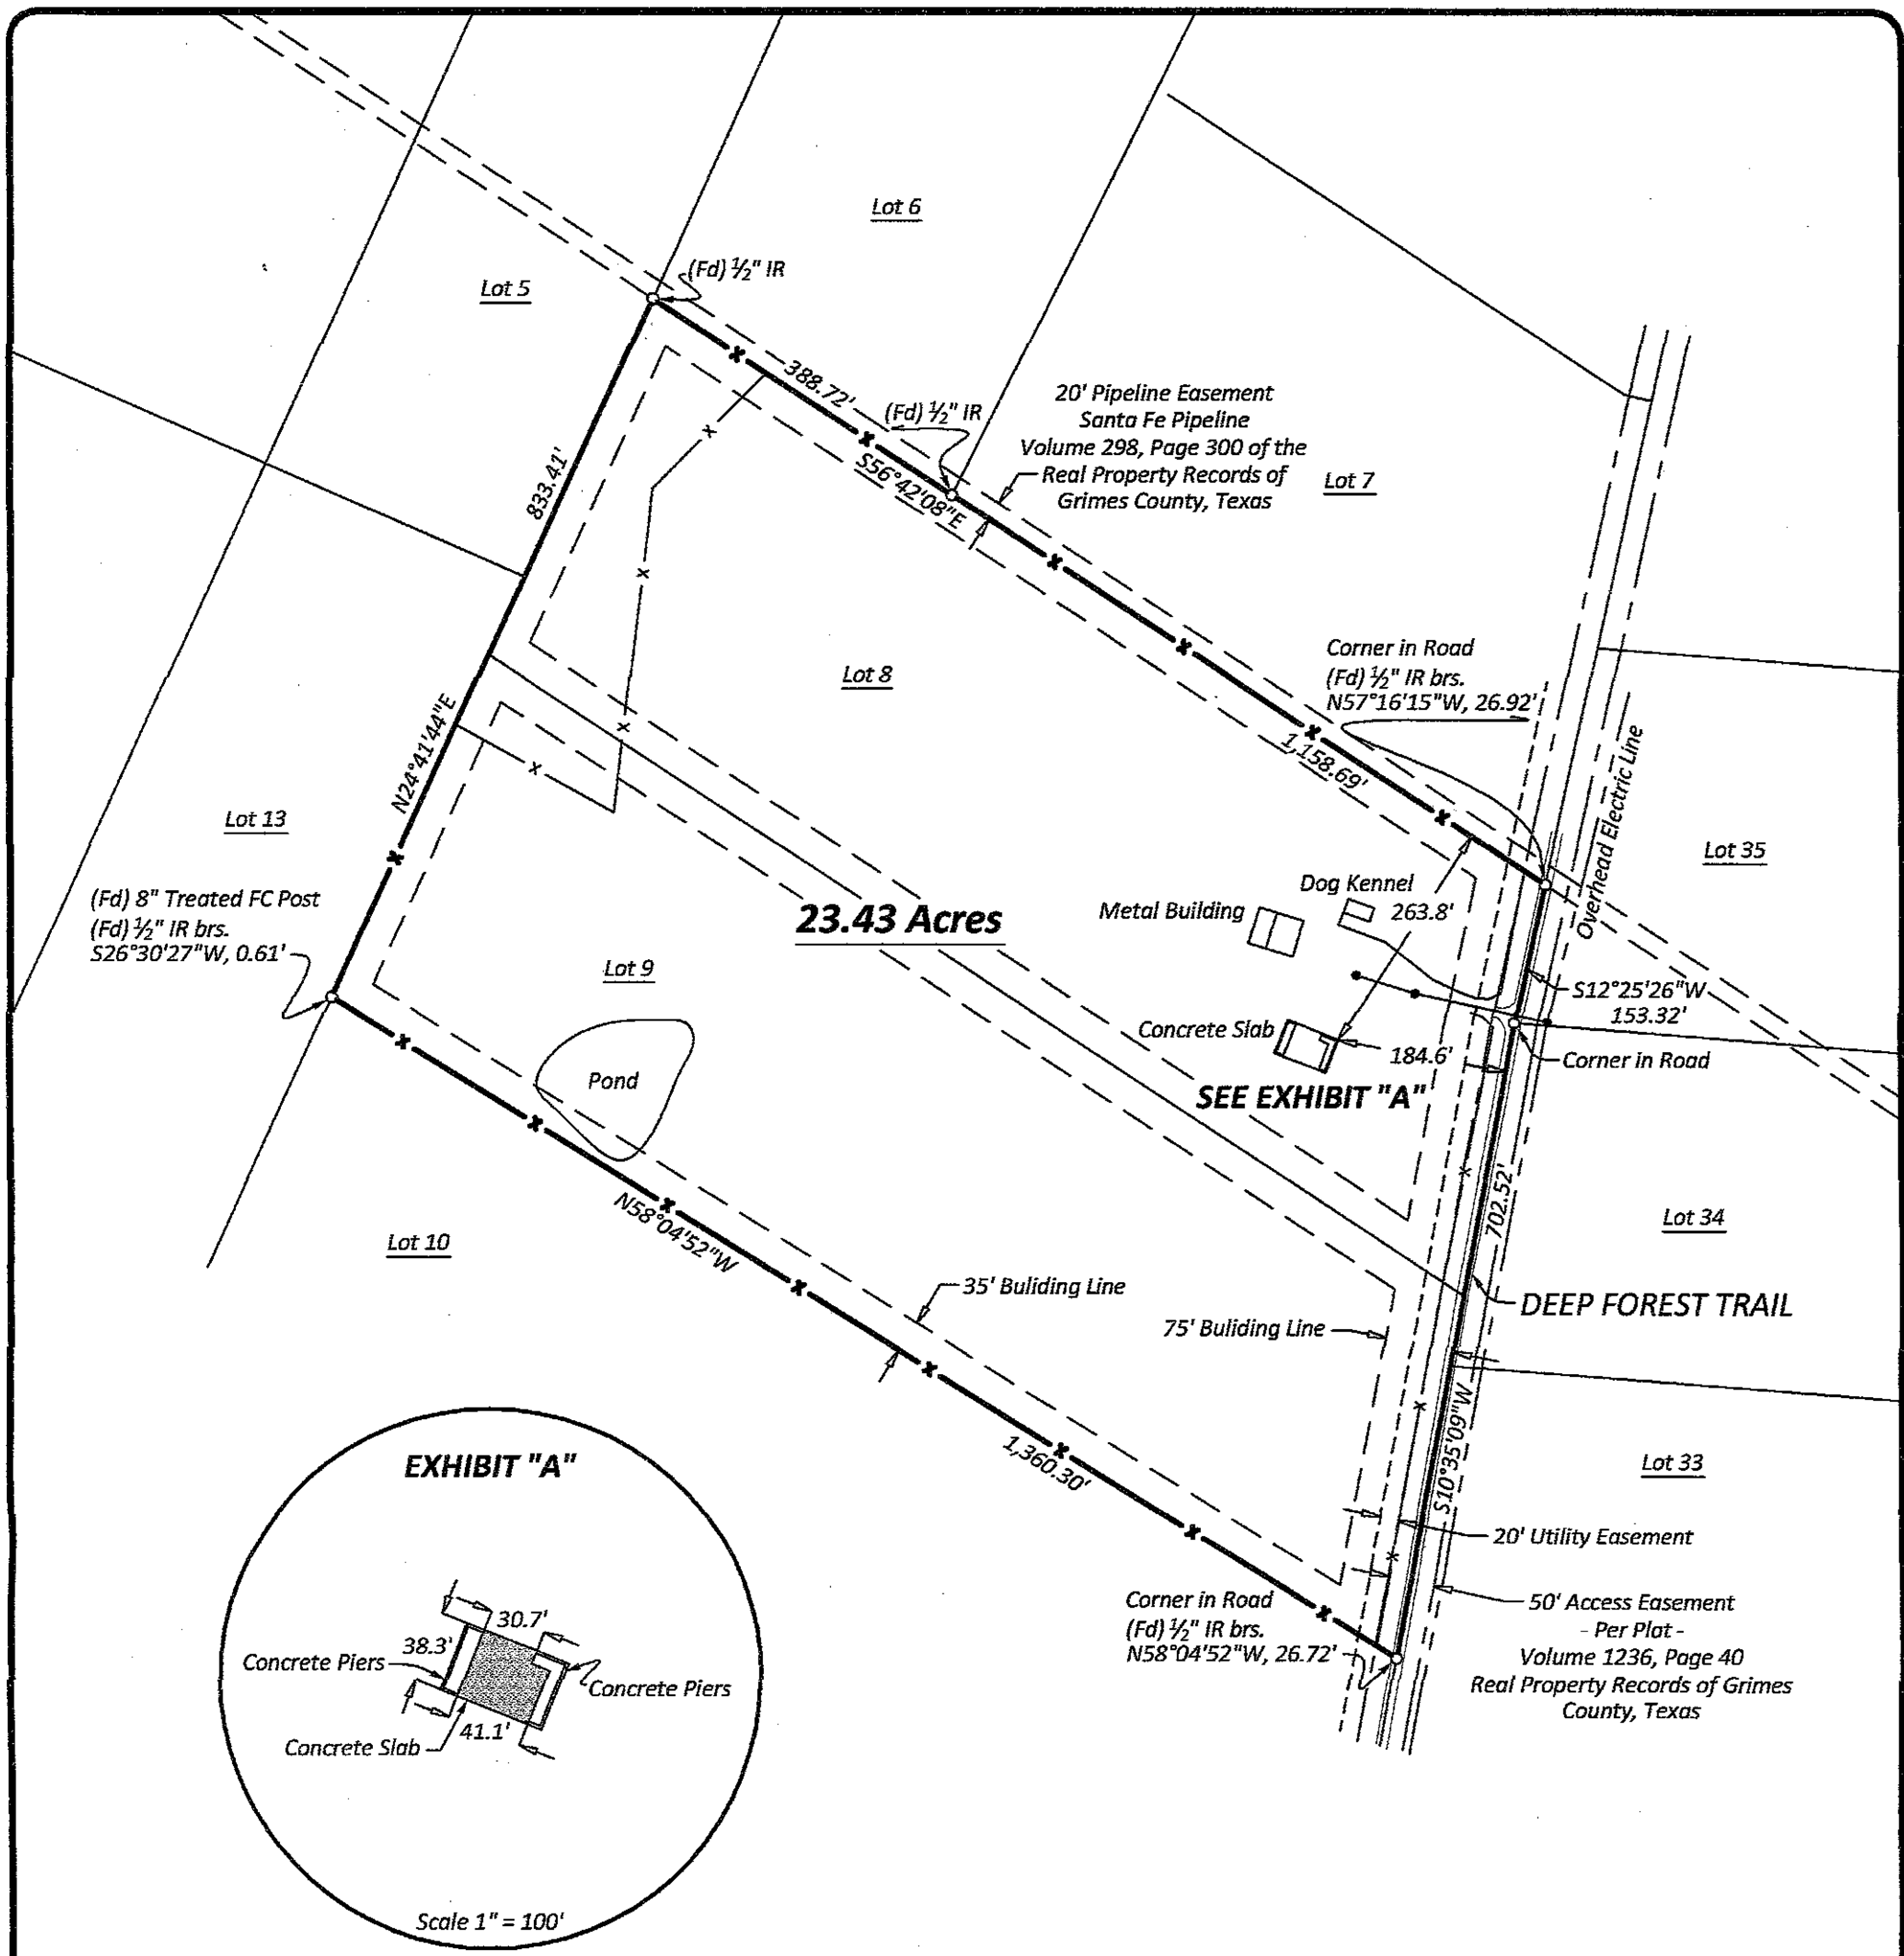 Lot 6
(Fd) ½" IR
Lot 5
388.72'
(Fd) ½" IR
20' Pipeline Easement
Santa Fe Pipeline
Volume 298, Page 300 of the
Real Property Records of
Grimes County, Texas
Lot 7
S56°42'08"E
833.41'
Corner in Road
(Fd) ½" IR brs.
N57°16'15"W, 26.92'
Lot 8
N24°41'44"E
1,158.69'
Overhead Electric Line
Lot 13
Lot 35
(Fd) 8" Treated FC Post
(Fd) ½" IR brs.
S26°30'27"W, 0.61'
Dog Kennel
Metal Building
263.8'
23.43 Acres
Lot 9
S12°25'26"W
153.32'
Concrete Slab
184.6'
Corner in Road
Pond
SEE EXHIBIT "A"
702.52'
Lot 34
Lot 10
N58°04'52"W
35' Buliding Line
75' Buliding Line
DEEP FOREST TRAIL
S10°35'09"W
1,360.30'
Lot 33
20' Utility Easement
50' Access Easement
- Per Plat -
Volume 1236, Page 40
Real Property Records of Grimes
County, Texas
Corner in Road
(Fd) ½" IR brs.
N58°04'52"W, 26.72'
EXHIBIT "A"
30.7'
38.3'
Concrete Piers
Concrete Piers
41.1'
Concrete Slab
Scale 1" = 100'